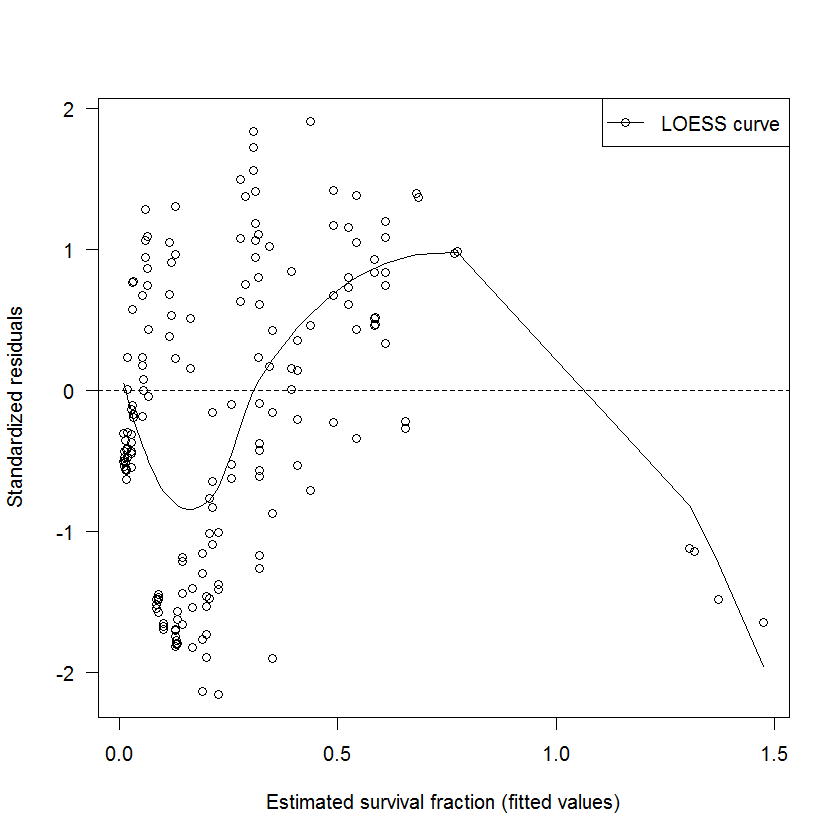 LOESS curve
2
1
0
-1
-2
Standardized residuals
0.0 0.5 1.0 1.5
Estimated survival fraction (fitted values)